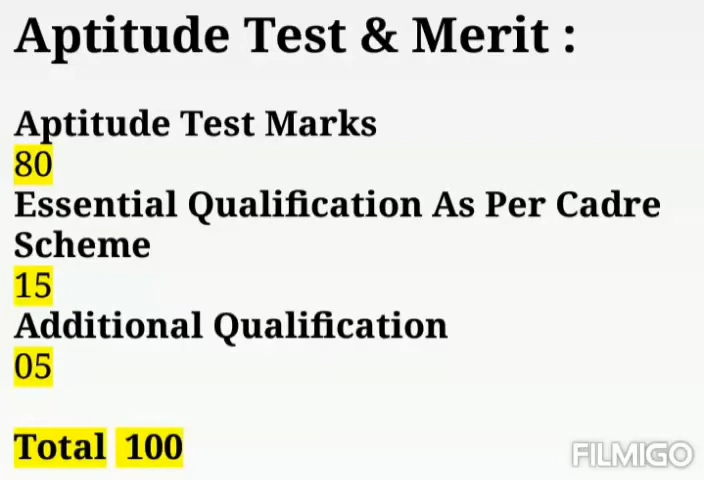 Aptitude Test & Merit :
Aptitude Test Marks
80
Essential Qualification As Per Cadre
Scheme
15
Additional Qualification
05
Total 100
FILMIGO